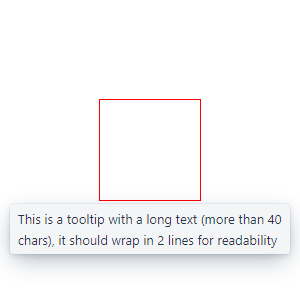 This is a tooltip with a long text (more than 40
chars), it should wrap in 2 lines for readability